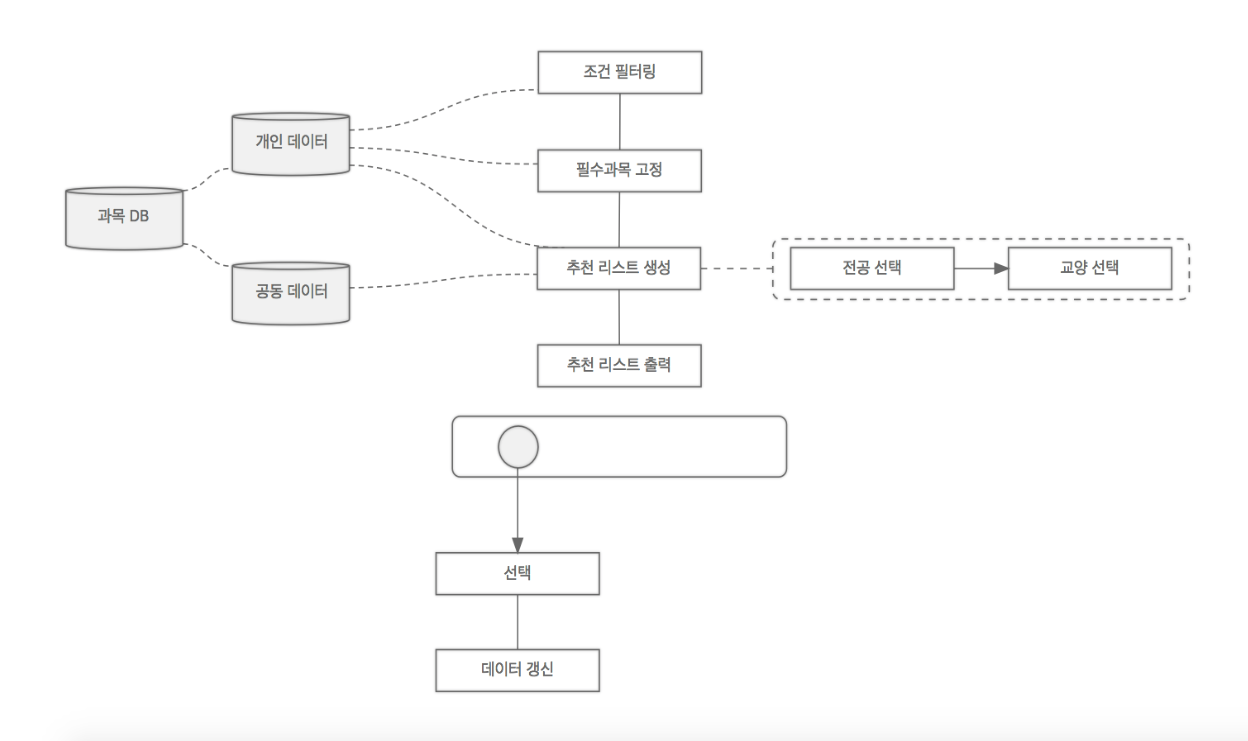 조건 필터링
개인 데이터
필수과목 고정
과목 DB
추천 리스트 생성
전공 선택
교양 선택
공동 데이터
추천 리스트 출력
선택
데이터 갱신